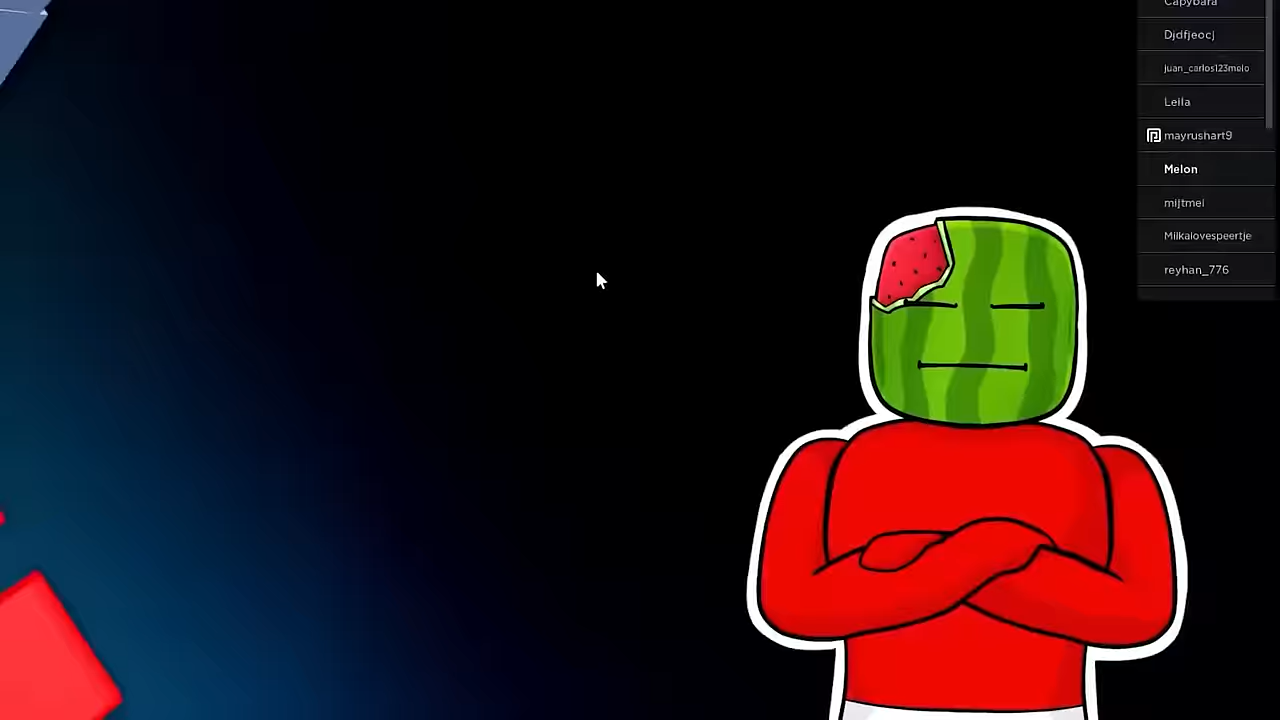 Capybara
Djdfjeocj
juan_carlos123melo
Leila
mayrushart9
Melon
mijtmei
Milkalovespeertje
reyhan_776